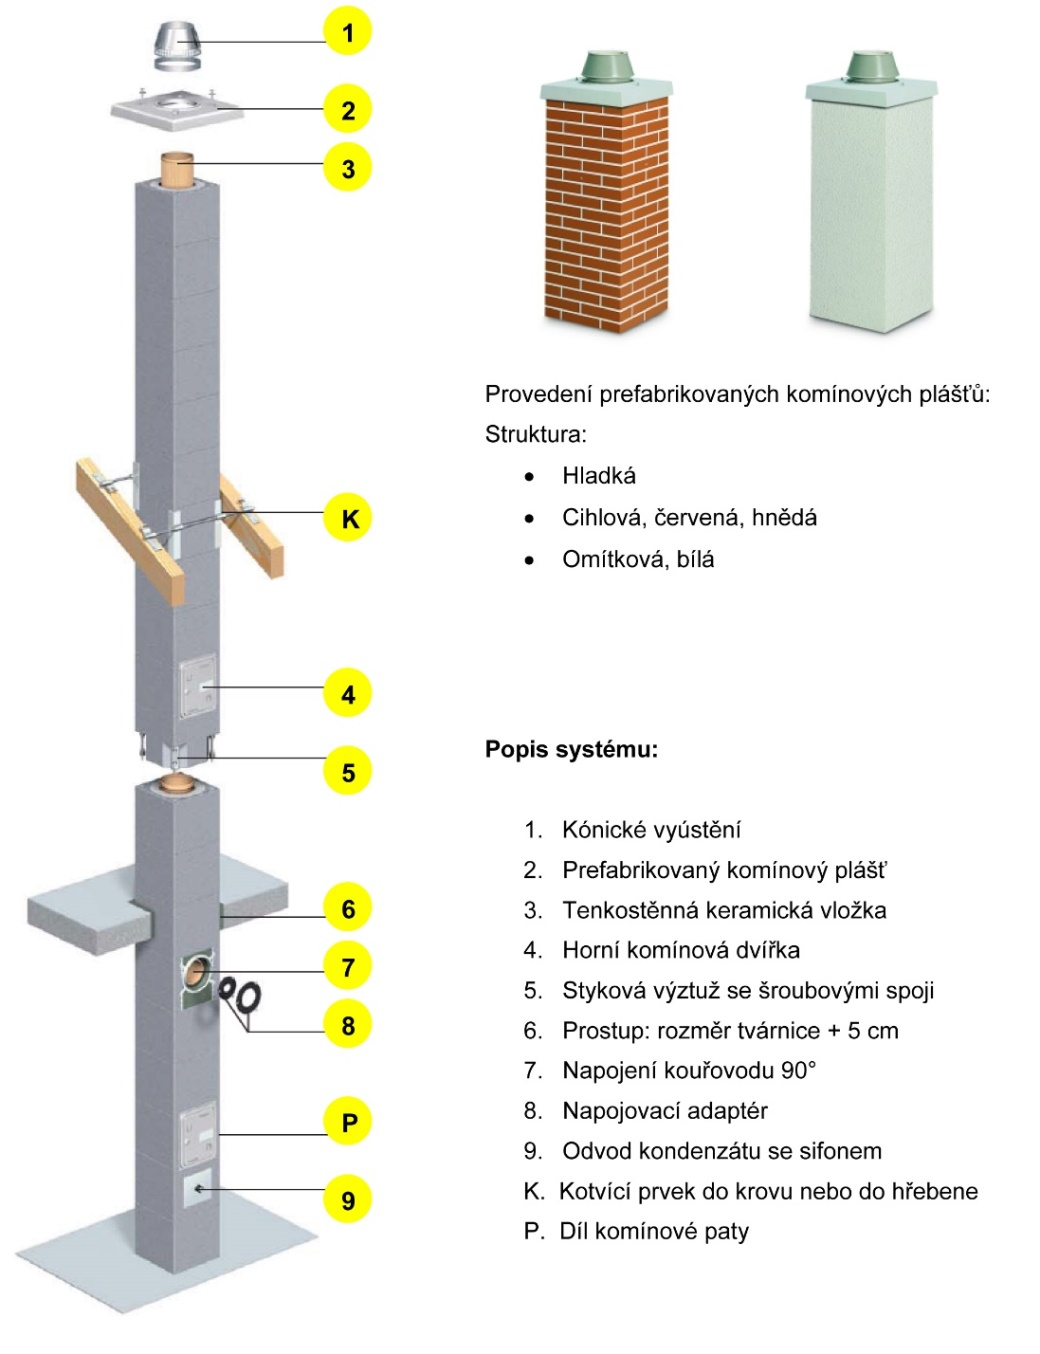 1
2
3
K
4
5
6
7
8
P
9
Provedení prefabrikovaných komínových plášťů:
Struktura:
• Hladká
• Cihlová, červená, hnědá
• Omítková, bílá
Popis systému:
1. Kónické vyústění
2. Prefabrikovaný komínový plášť
3. Tenkostěnná keramická vložka
4. Horní komínová dvířka
5. Styková výztuž se šroubovými spoji
6. Prostup: rozměr tvárnice + 5 cm
7. Napojení kouřovodu 90°
8. Napojovací adaptér
9. Odvod kondenzátu se sifonem
K. Kotvící prvek do krovu nebo do hřebene
P. Díl komínové paty